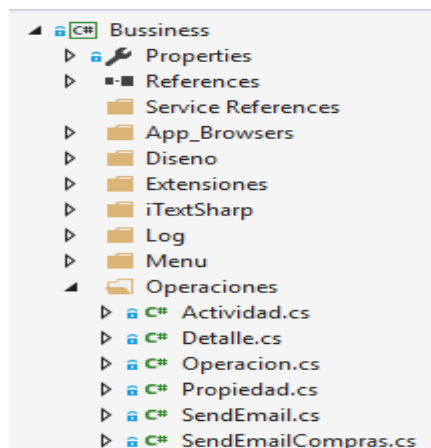 C# Bussiness
Properties
References
Service References
App_Browsers
Diseno
Extensiones
iTextSharp
Log
Menu
Operaciones
C# Actividad.cs
C# Detalle.cs
C# Operacion.cs
C# Propiedad.cs
C# SendEmail.cs
C# SendEmailCompras.cs